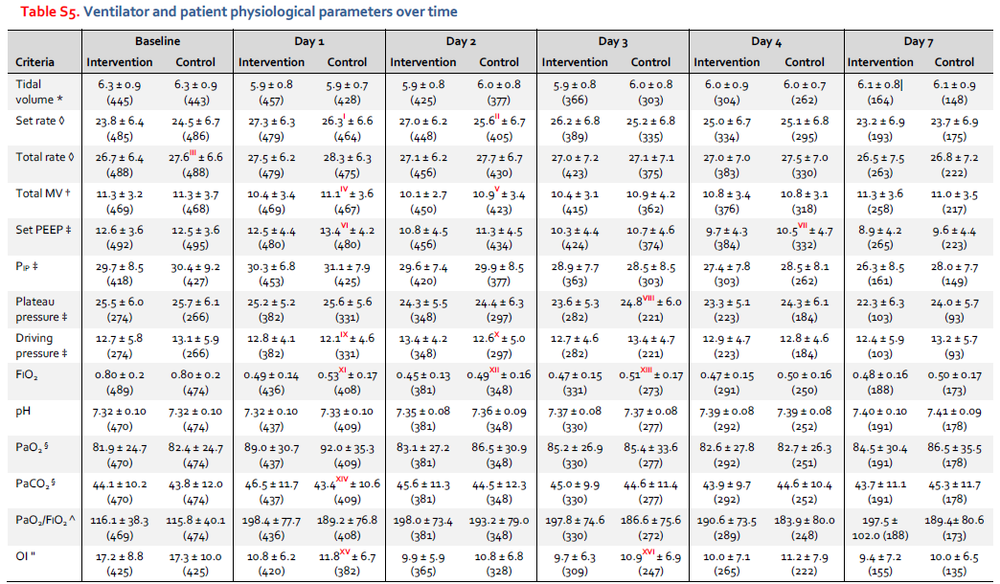 Table S5. Ventilator and patient physiological parameters over time
Baseline Day 1 Day 2 Day 3 Day 4 Day 7
Criteria Intervention Control Intervention Control Intervention Control Intervention Control Intervention Control Intervention Control
Tidal 6.3 ± 0.9 6.3 ± 0.9 5.9 ± 0.8 5.9 ± 0.7 5.9 ± 0.8 6.0 ± 0.8 5.9 ± 0.8 6.0 ± 0.8 6.0 ± 0.9 6.0 ± 0.7 6.1 ± 0.8| 6.1 ± 0.9
volume * (445) (443) (457) (428) (425) (377) (366) (303) (304) (262) (164) (148)
Set rate ◊ 23.8 ± 6.4 24.5 ± 6.7 27.3 ± 6.3 26.3^I ± 6.6 27.0 ± 6.2 25.6^II ± 6.7 26.2 ± 6.8 25.2 ± 6.8 25.0 ± 6.7 25.1 ± 6.8 23.2 ± 6.9 23.7 ± 6.9
(485) (486) (479) (464) (448) (405) (389) (335) (334) (295) (193) (175)
Total rate ◊ 26.7 ± 6.4 27.6^III ± 6.6 27.5 ± 6.2 28.3 ± 6.3 27.1 ± 6.2 27.7 ± 6.7 27.0 ± 7.2 27.1 ± 7.1 27.0 ± 7.0 27.5 ± 7.0 26.5 ± 7.5 26.8 ± 7.2
(488) (488) (479) (475) (456) (430) (423) (375) (383) (330) (263) (222)
Total MV † 11.3 ± 3.2 11.3 ± 3.7 10.4 ± 3.4 11.1^IV ± 3.6 10.1 ± 2.7 10.9^V ± 3.4 10.4 ± 3.1 10.9 ± 4.2 10.8 ± 3.4 10.8 ± 3.1 11.3 ± 3.6 11.0 ± 3.5
(469) (468) (469) (467) (450) (423) (415) (362) (376) (318) (258) (217)
Set PEEP ‡ 12.6 ± 3.6 12.5 ± 3.6 12.5 ± 4.4 13.4^VI ± 4.2 10.8 ± 4.5 11.3 ± 4.5 10.3 ± 4.4 10.7 ± 4.6 9.7 ± 4.3 10.5^VII ± 4.7 8.9 ± 4.2 9.6 ± 4.4
(492) (495) (480) (480) (456) (434) (424) (374) (384) (332) (265) (223)
PIP ‡ 29.7 ± 8.5 30.4 ± 9.2 30.3 ± 6.8 31.1 ± 7.9 29.6 ± 7.4 29.9 ± 8.5 28.9 ± 7.7 28.5 ± 8.5 27.4 ± 7.8 28.5 ± 8.1 26.3 ± 8.5 28.0 ± 7.7
(418) (427) (453) (425) (420) (377) (363) (303) (303) (262) (161) (149)
Plateau 25.5 ± 6.0 25.7 ± 6.1 25.2 ± 5.2 25.6 ± 5.6 24.3 ± 5.5 24.4 ± 6.3 23.6 ± 5.3 24.8^VIII ± 6.0 23.3 ± 5.1 24.3 ± 6.1 22.3 ± 6.3 24.0 ± 5.7
pressure ‡ (274) (266) (382) (331) (348) (297) (282) (221) (223) (184) (103) (93)
Driving 12.7 ± 5.8 13.1 ± 5.9 12.8 ± 4.1 12.1^IX ± 4.6 13.4 ± 4.2 12.6^X ± 5.0 12.7 ± 4.6 13.4 ± 4.7 12.9 ± 4.7 12.8 ± 4.6 12.4 ± 5.9 13.2 ± 5.7
pressure ‡ (274) (266) (382) (331) (348) (297) (282) (221) (223) (184) (103) (93)
FiO₂ 0.80 ± 0.2 0.80 ± 0.2 0.49 ± 0.14 0.53^XI ± 0.17 0.45 ± 0.13 0.49^XII ± 0.16 0.47 ± 0.15 0.51^XIII ± 0.17 0.47 ± 0.15 0.50 ± 0.16 0.48 ± 0.16 0.50 ± 0.17
(489) (474) (436) (408) (381) (348) (331) (273) (291) (250) (188) (173)
pH 7.32 ± 0.10 7.32 ± 0.10 7.32 ± 0.10 7.33 ± 0.10 7.35 ± 0.08 7.36 ± 0.09 7.37 ± 0.08 7.37 ± 0.08 7.39 ± 0.08 7.39 ± 0.08 7.40 ± 0.10 7.41 ± 0.09
(470) (474) (437) (409) (381) (348) (330) (277) (292) (252) (191) (178)
PaO₂ § 81.9 ± 24.7 82.4 ± 24.7 89.0 ± 30.7 92.0 ± 35.3 83.1 ± 27.2 86.5 ± 30.9 85.2 ± 26.9 85.4 ± 33.6 82.6 ± 27.8 82.7 ± 26.3 84.5 ± 30.4 86.5 ± 35.5
(470) (474) (437) (409) (381) (348) (330) (277) (292) (251) (191) (178)
PaCO₂ § 44.1 ± 10.2 43.8 ± 12.0 46.5 ± 11.7 43.4^XIV ± 10.6 45.6 ± 11.3 44.5 ± 12.3 45.0 ± 9.9 44.6 ± 11.4 43.9 ± 9.7 44.6 ± 10.4 43.7 ± 11.1 45.3 ± 11.7
(470) (474) (437) (409) (381) (348) (330) (277) (292) (252) (191) (178)
PaO₂/FiO₂ ^ 116.1 ± 38.3 115.8 ± 40.1 198.4 ± 77.7 189.2 ± 76.8 198.0 ± 73.4 193.2 ± 79.0 197.8 ± 74.6 186.6 ± 75.6 190.6 ± 73.5 183.9 ± 80.0 197.5 ± 189.4 ± 80.6
(469) (474) (436) (408) (381) (348) (330) (272) (289) (248) 102.0 (188) (173)
OI " 17.2 ± 8.8 17.3 ± 10.0 10.8 ± 6.2 11.8^XV ± 6.7 9.9 ± 5.9 10.8 ± 6.8 9.7 ± 6.3 10.9^XVI ± 6.9 10.0 ± 7.1 11.2 ± 7.9 9.4 ± 7.2 10.0 ± 6.5
(425) (425) (420) (382) (365) (328) (309) (247) (265) (222) (155) (135)